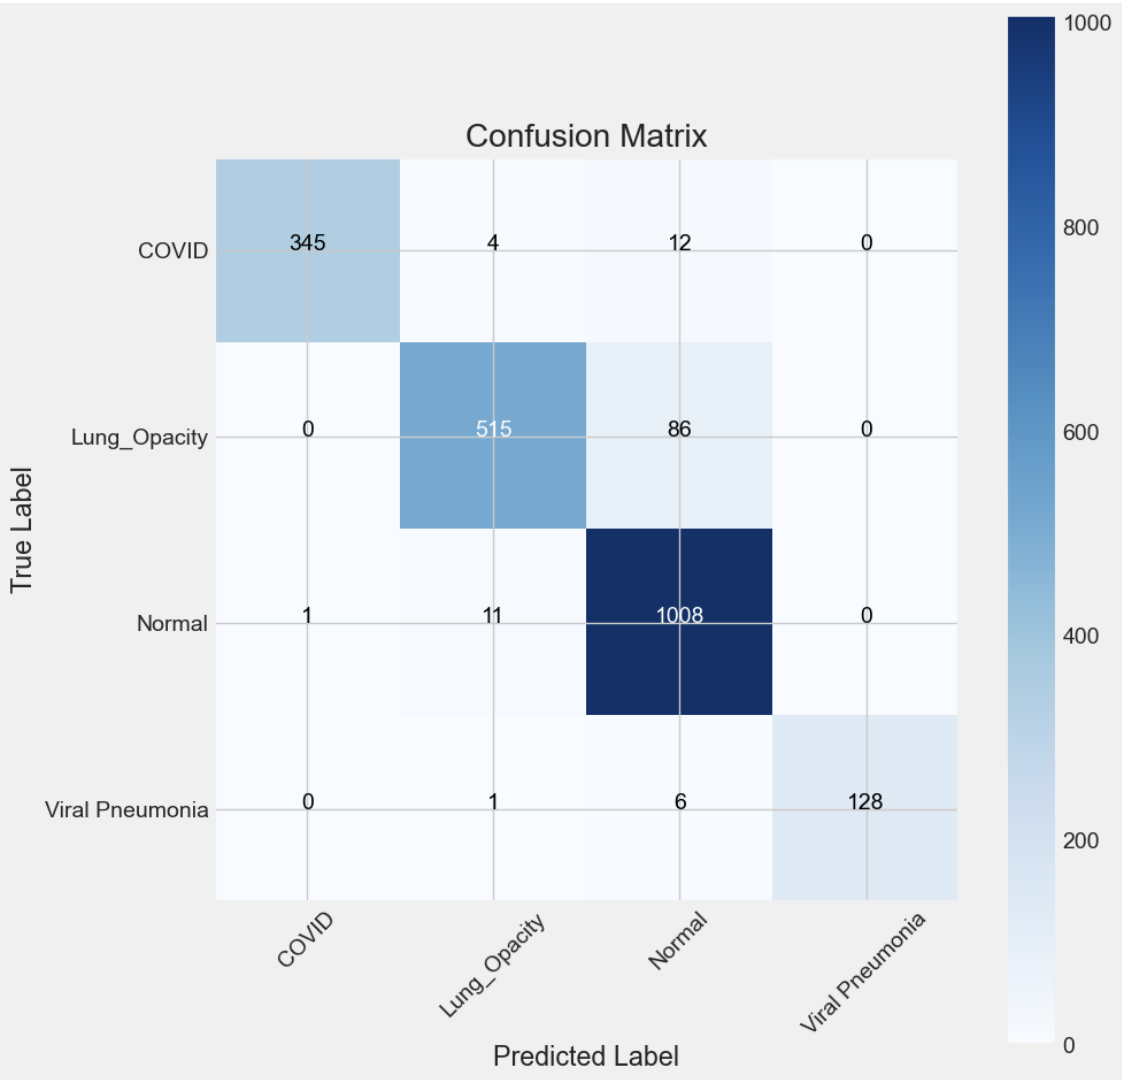 Confusion Matrix
1000
800
600
400
200
0
True Label
COVID 345 4 12 0
Lung_Opacity 0 515 86 0
Normal 1 11 1008 0
Viral Pneumonia 0 1 6 128
COVID Lung_Opacity Normal Viral Pneumonia
Predicted Label